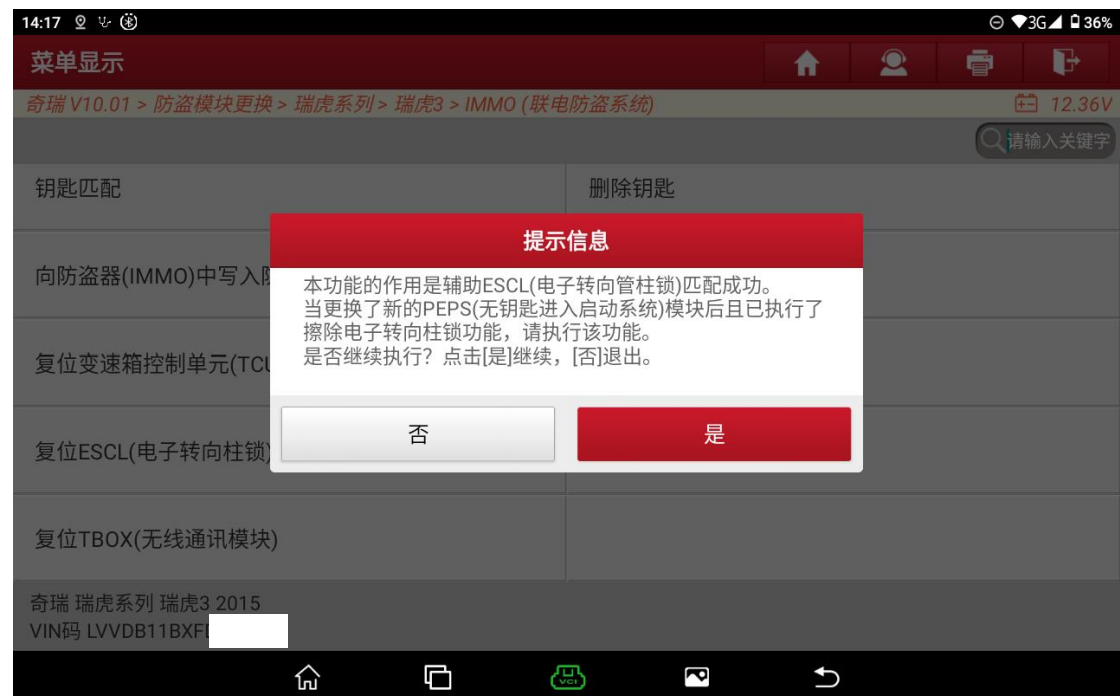 14:17
3G 36%
菜单显示
奇瑞 V10.01 > 防盗模块更换 > 瑞虎系列 > 瑞虎3 > IMMO (联电防盗系统)
12.36V
请输入关键字
钥匙匹配
删除钥匙
提示信息
向防盗器(IMMO)中写入
本功能的作用是辅助ESCL(电子转向管柱锁)匹配成功。
当更换了新的PEPS(无钥匙进入启动系统)模块后且已执行了
擦除电子转向柱锁功能，请执行该功能。
是否继续执行？点击[是]继续，[否]退出。
复位变速箱控制单元(TCU
否
是
复位ESCL(电子转向柱锁)
复位TBOX(无线通讯模块)
奇瑞 瑞虎系列 瑞虎3 2015
VIN码 LVVDB11BXF
VCI